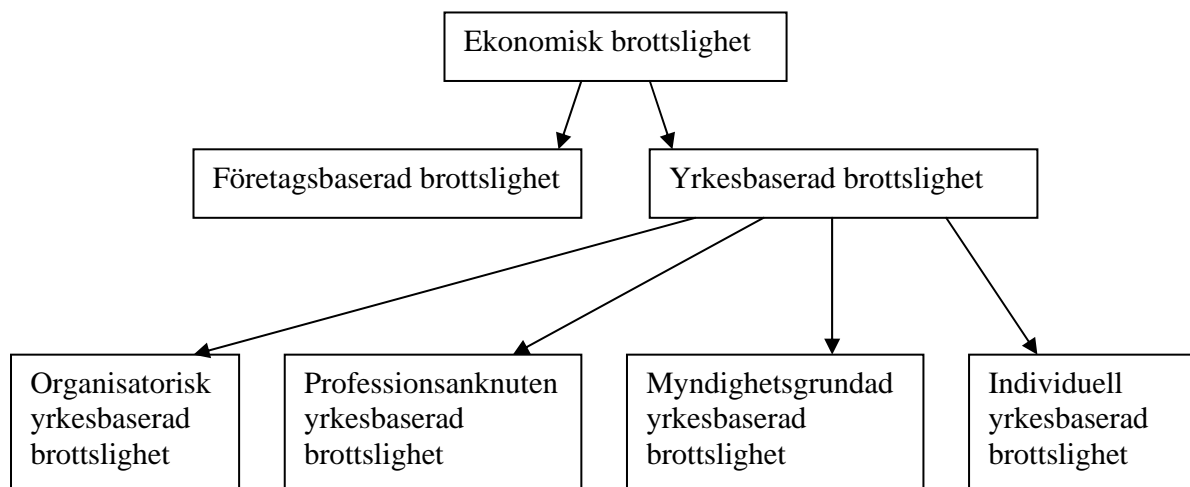 Ekonomisk brottslighet
Företagsbaserad brottslighet
Yrkesbaserad brottslighet
Organisatorisk
yrkesbaserad
brottslighet
Professionsanknuten
yrkesbaserad
brottslighet
Myndighetsgrundad
yrkesbaserad
brottslighet
Individuell
yrkesbaserad
brottslighet